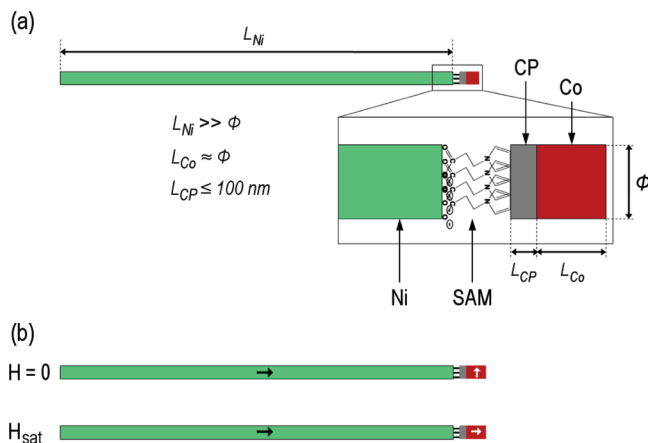 (a)
L_Ni
CP
Co
L_Ni >> Φ
L_Co ≈ Φ
L_CP ≤ 100 nm
N
N
N
N
Φ
L_CP L_Co
Ni SAM
(b)
H = 0
H_sat